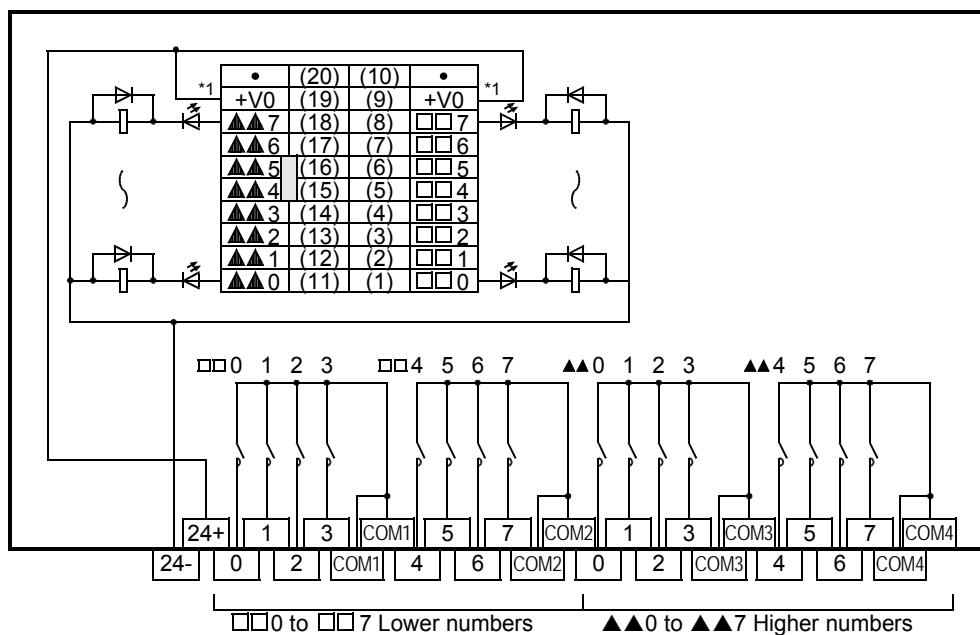 • (20) (10) •
*1 +V0 (19) (9) +V0 *1
▲▲7 (18) (8) □□7
▲▲6 (17) (7) □□6
▲▲5 (16) (6) □□5
▲▲4 (15) (5) □□4
▲▲3 (14) (4) □□3
▲▲2 (13) (3) □□2
▲▲1 (12) (2) □□1
▲▲0 (11) (1) □□0
□□0 1 2 3 □□4 5 6 7 ▲▲0 1 2 3 ▲▲4 5 6 7
24+ 1 3 COM1 5 7 COM2 1 3 COM3 5 7 COM4
24- 0 2 COM1 4 6 COM2 0 2 COM3 4 6 COM4
□□0 to □□7 Lower numbers ▲▲0 to ▲▲7 Higher numbers